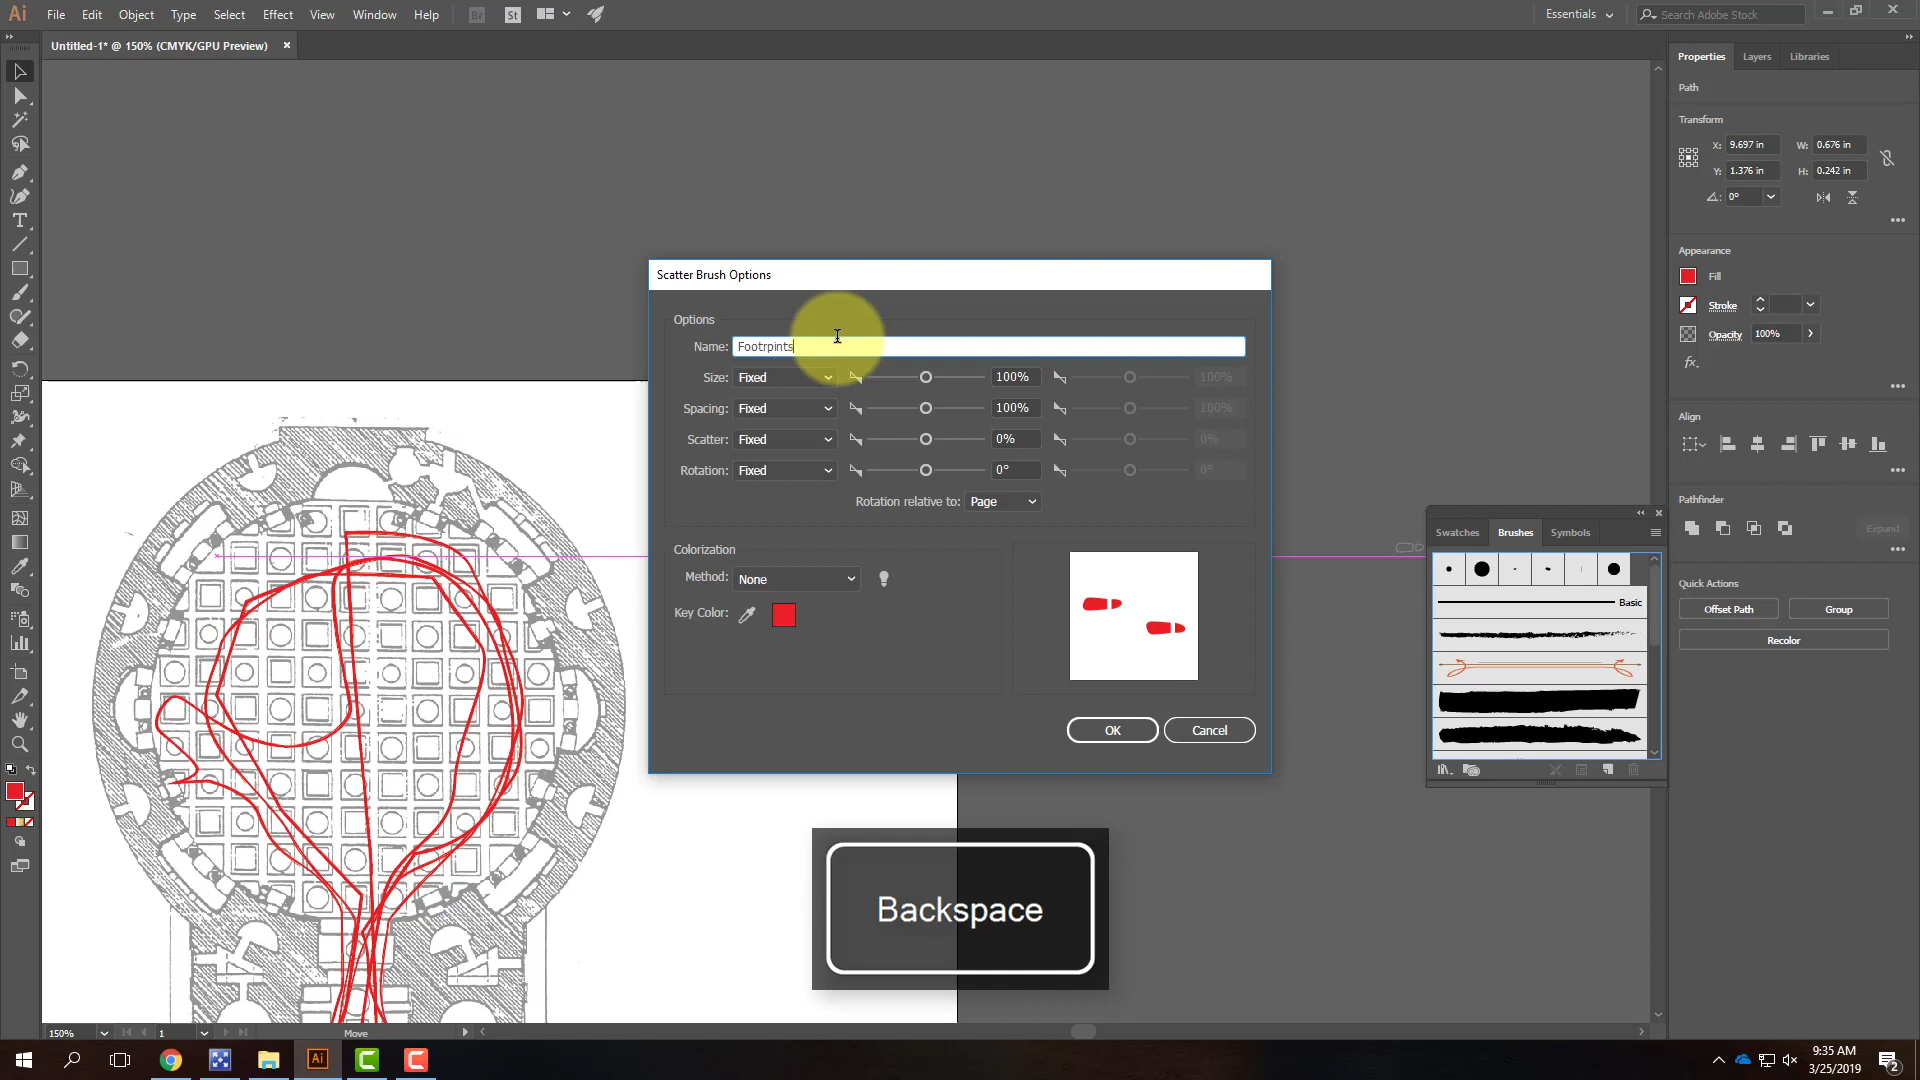 Ai File Edit Object Type Select Effect View Window Help Br St Essentials Search Adobe Stock
Untitled-1* @ 150% (CMYK/GPU Preview)
Properties Layers Libraries
Path
Transform
X: 9.697 in W: 0.676 in
Y: 1.376 in H: 0.242 in
0°
Appearance
Fill
Stroke
Opacity 100%
fx.
Align
Pathfinder
Expand
Quick Actions
Offset Path Group
Recolor
Scatter Brush Options
Options
Name: Footrpints
Size: Fixed 100% 100%
Spacing: Fixed 100% 100%
Scatter: Fixed 0% 0%
Rotation: Fixed 0° 0°
Rotation relative to: Page
Colorization
Method: None
Key Color:
OK Cancel
Swatches Brushes Symbols
Basic
Backspace
150% 1 Move
Ai
9:35 AM
3/25/2019
2